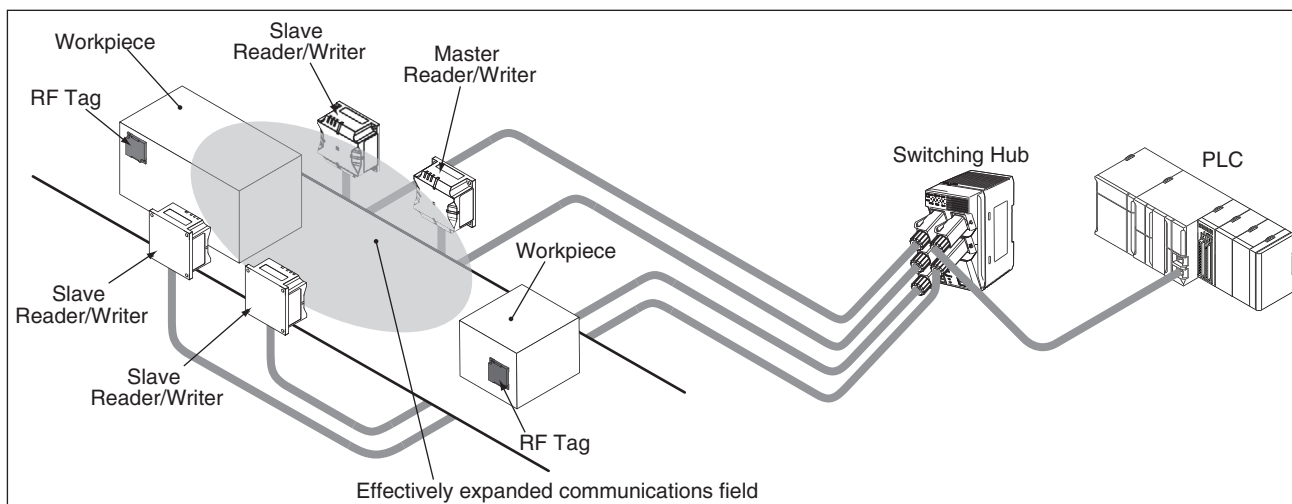 Slave
Reader/Writer
Workpiece
Master
Reader/Writer
RF Tag
Switching Hub
PLC
Workpiece
Slave
Reader/Writer
Slave
Reader/Writer
RF Tag
Effectively expanded communications field